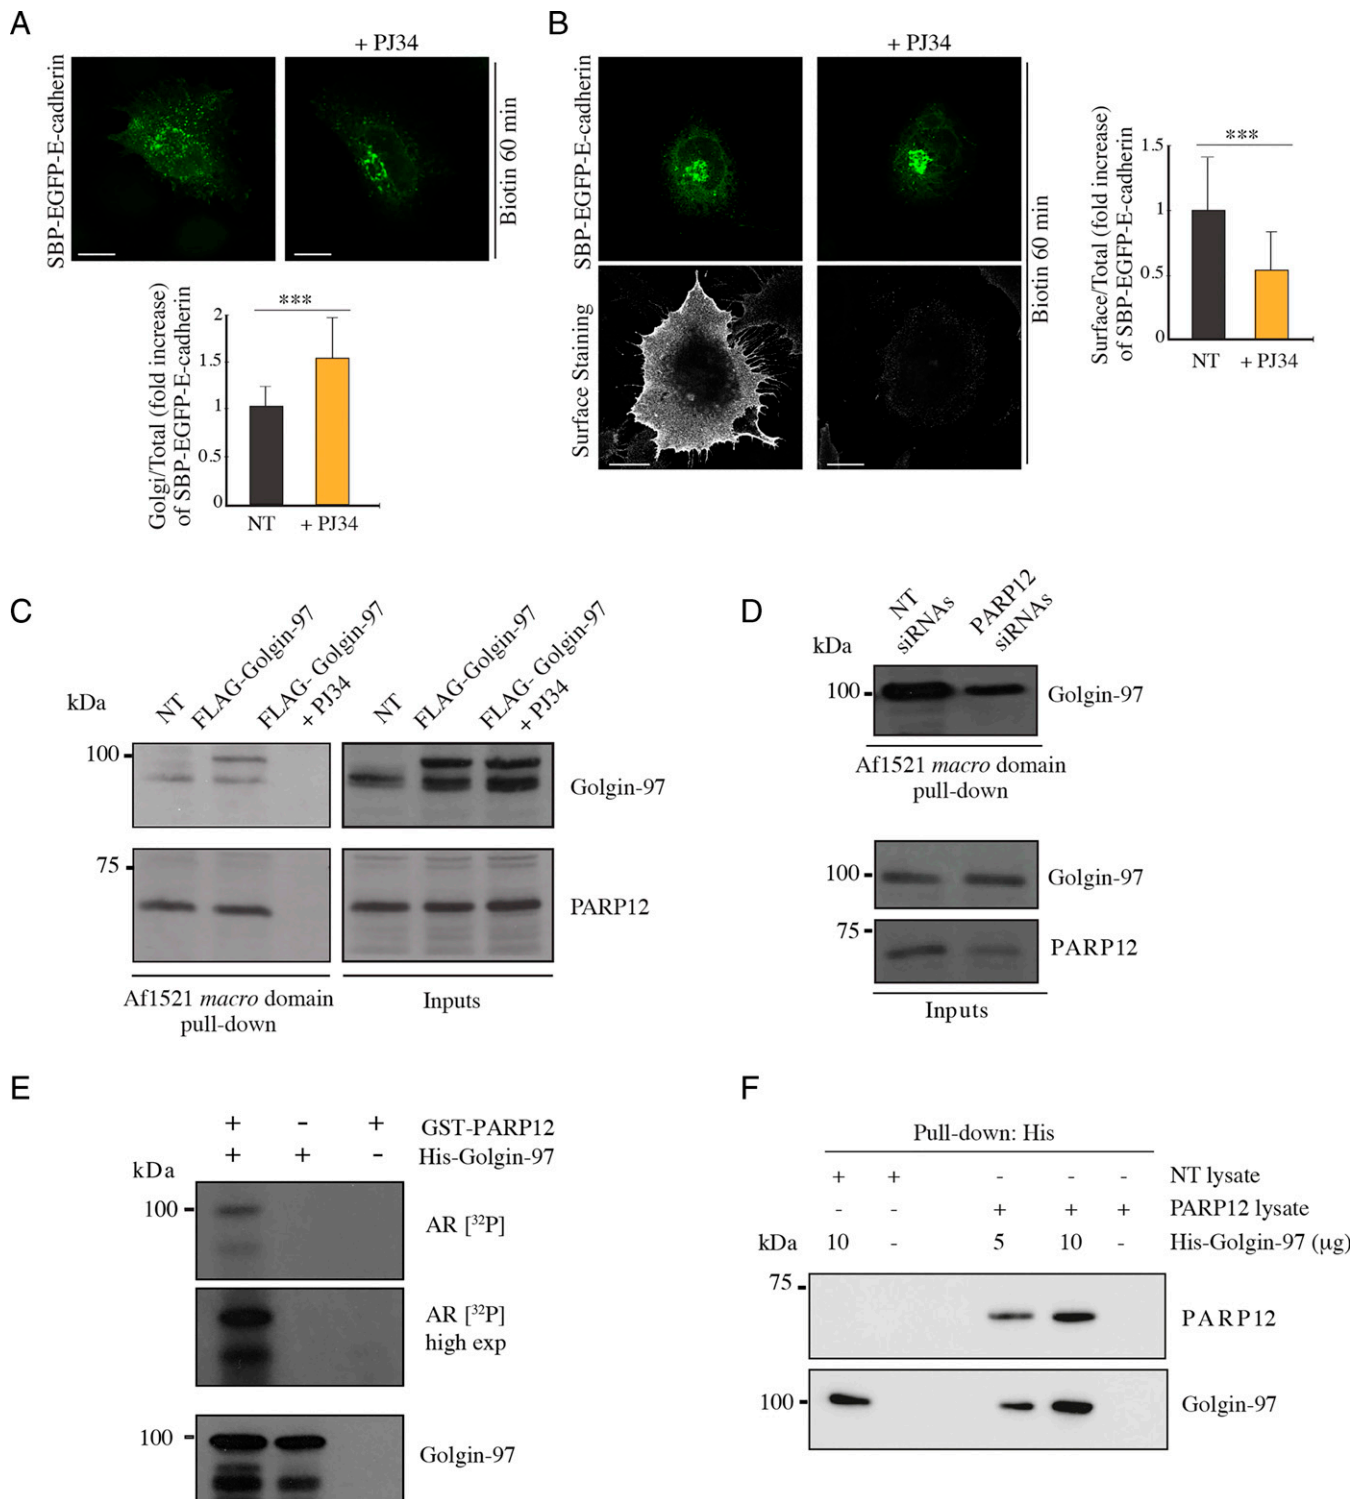 A
+ PJ34
SBP-EGFP-E-cadherin
Biotin 60 min
Golgi/Total (fold increase)
of SBP-EGFP-E-cadherin
2
1.5
1
0.5
0
***
NT
+ PJ34
B
+ PJ34
SBP-EGFP-E-cadherin
Surface Staining
Biotin 60 min
Surface/Total (fold increase
of SBP-EGFP-E-cadherin
1.5
1
0.5
0
***
NT
+ PJ34
C
kDa
NT
FLAG-Golgin-97
FLAG- Golgin-97
+ PJ34
NT
FLAG-Golgin-97
FLAG- Golgin-97
+ PJ34
100
Golgin-97
75
PARP12
Af1521 macro domain
pull-down
Inputs
D
kDa
NT
siRNAs
PARP12
siRNAs
100
Golgin-97
Af1521 macro domain
pull-down
100
Golgin-97
75
PARP12
Inputs
E
+ - + GST-PARP12
+ + - His-Golgin-97
kDa
100
AR [³²P]
AR [³²P]
high exp
100
Golgin-97
F
Pull-down: His
+ + - - - NT lysate
- - + + + PARP12 lysate
kDa 10 - 5 10 - His-Golgin-97 (µg)
75
PARP12
100
Golgin-97